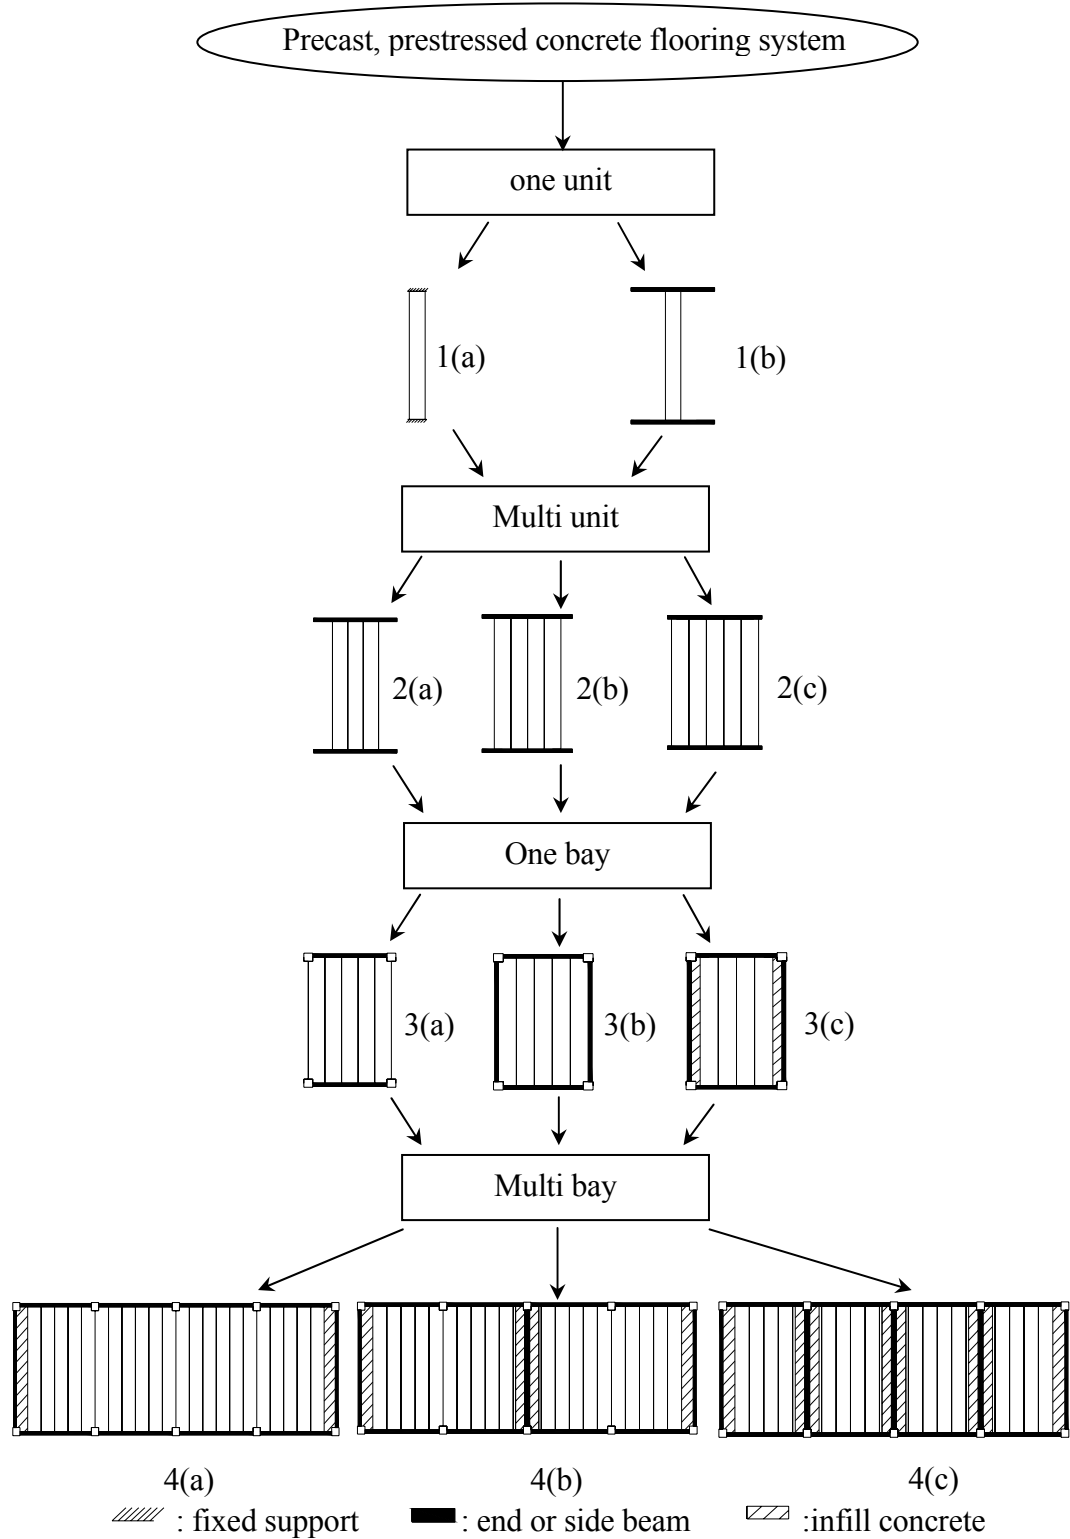 Precast, prestressed concrete flooring system
one unit
1(a)
1(b)
Multi unit
2(a)
2(b)
2(c)
One bay
3(a)
3(b)
3(c)
Multi bay
4(a)
4(b)
4(c)
: fixed support
: end or side beam
:infill concrete